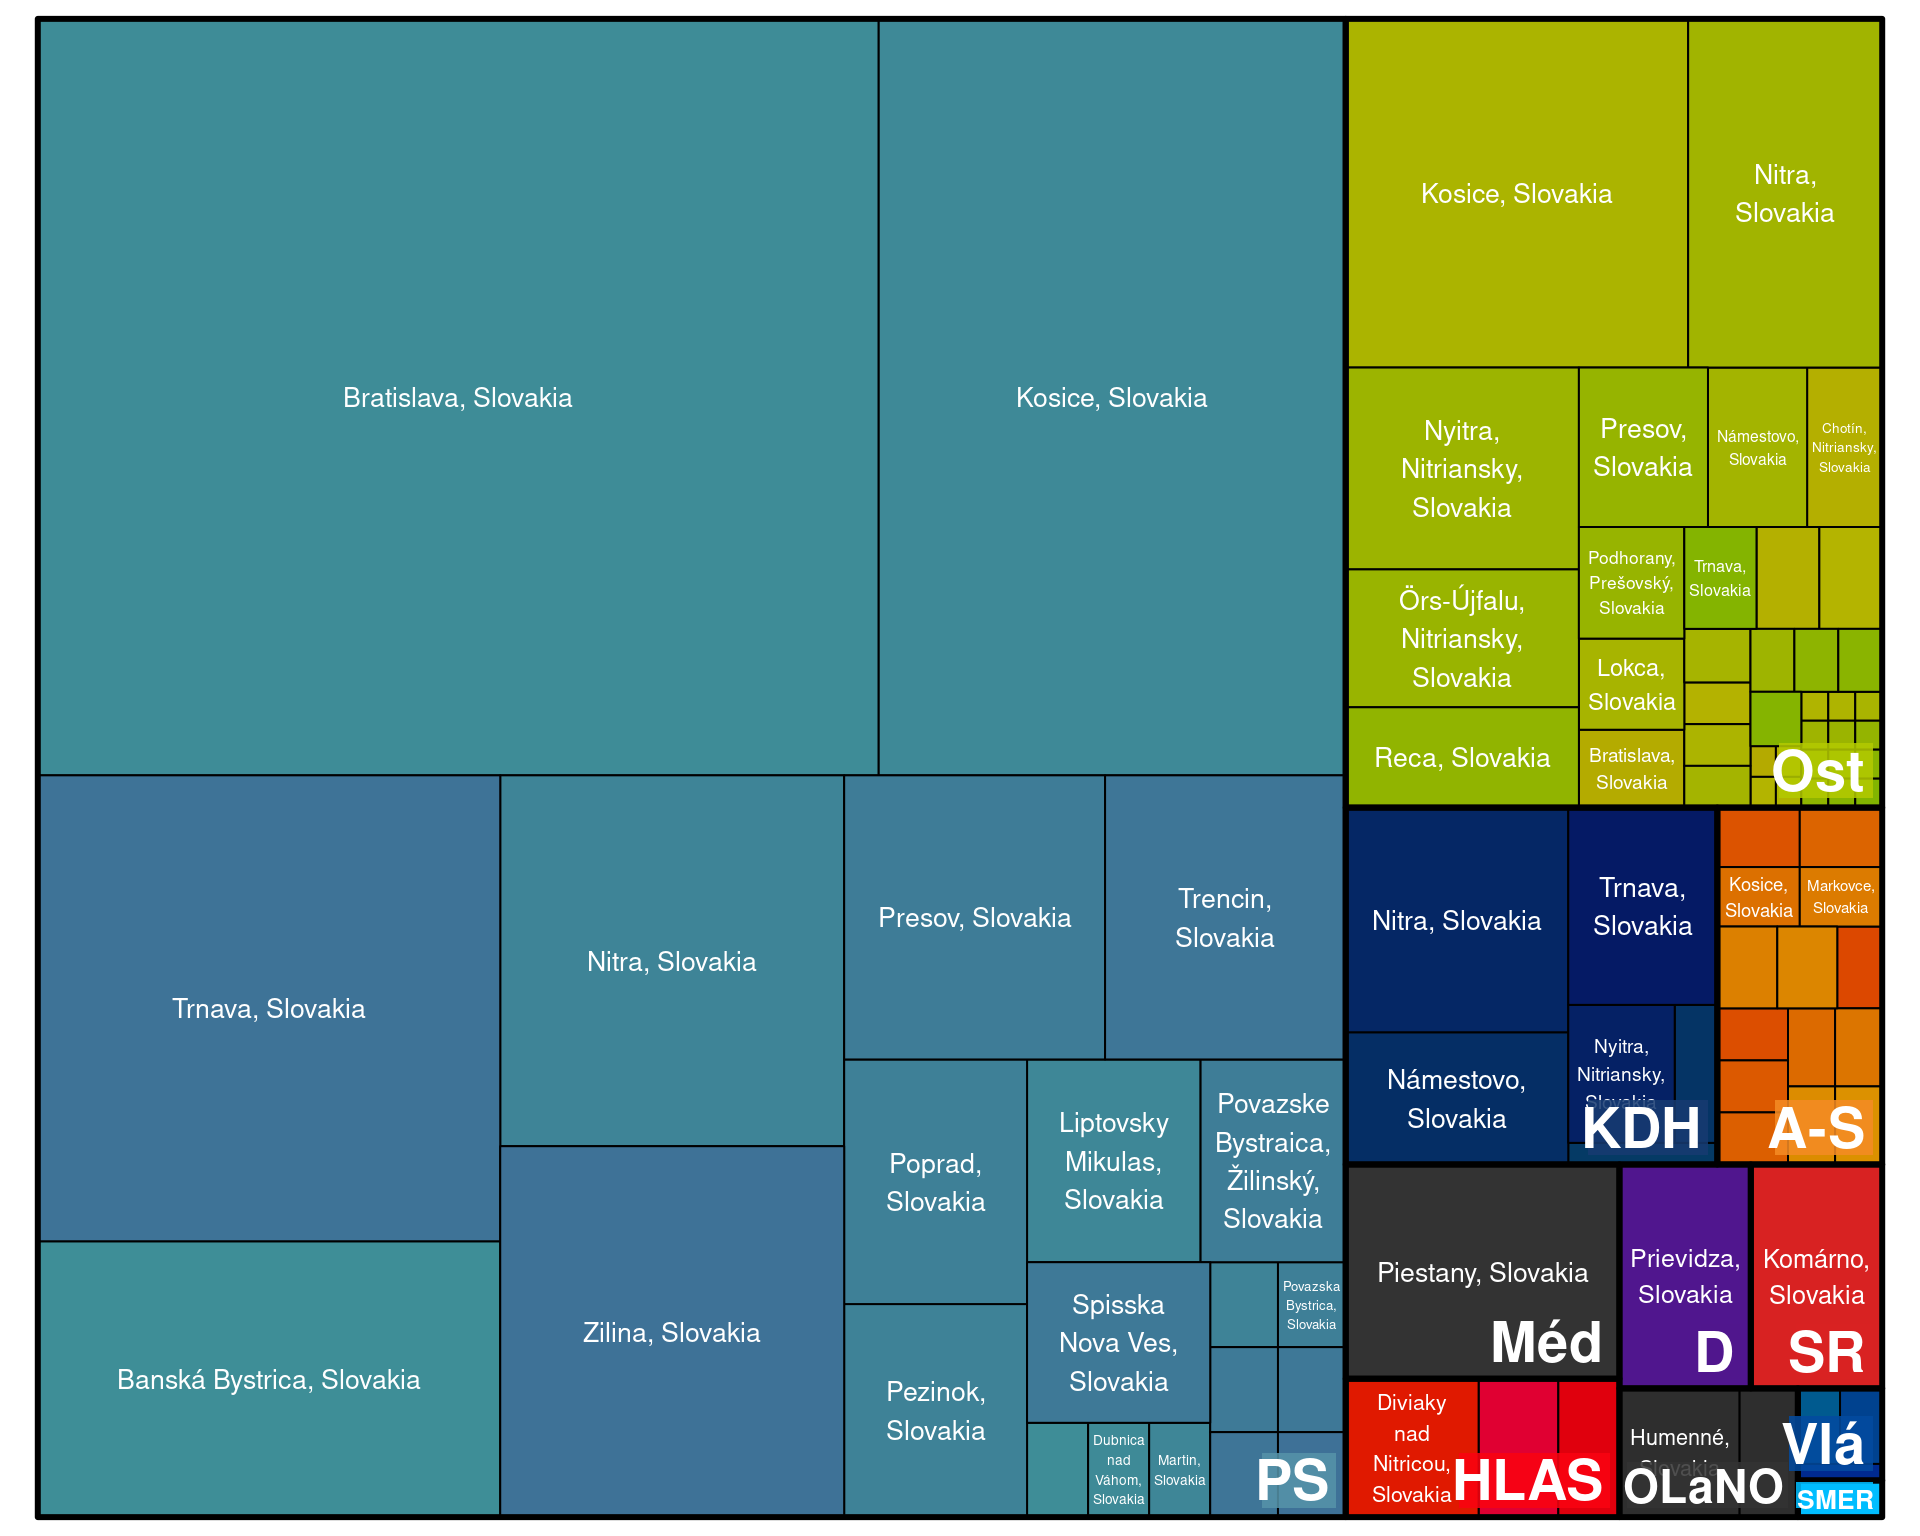 Bratislava, Slovakia
Kosice, Slovakia
Trnava, Slovakia
Banská Bystrica, Slovakia
Nitra, Slovakia
Zilina, Slovakia
Presov, Slovakia
Trencin,
Slovakia
Poprad,
Slovakia
Pezinok,
Slovakia
Liptovsky
Mikulas,
Slovakia
Povazske
Bystraica,
Žilinský,
Slovakia
Spisska
Nova Ves,
Slovakia
Dubnica
nad
Váhom,
Slovakia
Martin,
Slovakia
Povazska
Bystrica,
Slovakia
PS
Kosice, Slovakia
Nitra,
Slovakia
Nyitra,
Nitriansky,
Slovakia
Örs-Újfalu,
Nitriansky,
Slovakia
Reca, Slovakia
Presov,
Slovakia
Námestovo,
Slovakia
Chotín,
Nitriansky,
Slovakia
Podhorany,
Prešovský,
Slovakia
Trnava,
Slovakia
Lokca,
Slovakia
Bratislava,
Slovakia
Ost
Nitra, Slovakia
Námestovo,
Slovakia
Trnava,
Slovakia
Nyitra,
Nitriansky,
Slovakia
KDH
Kosice,
Slovakia
Markovce,
Slovakia
A-S
Piestany, Slovakia
Méd
Prievidza,
Slovakia
D
Komárno,
Slovakia
SR
Diviaky
nad
Nitricou,
Slovakia
HLAS
Humenné,
Slovakia
OLaNO
Vlá
SMER